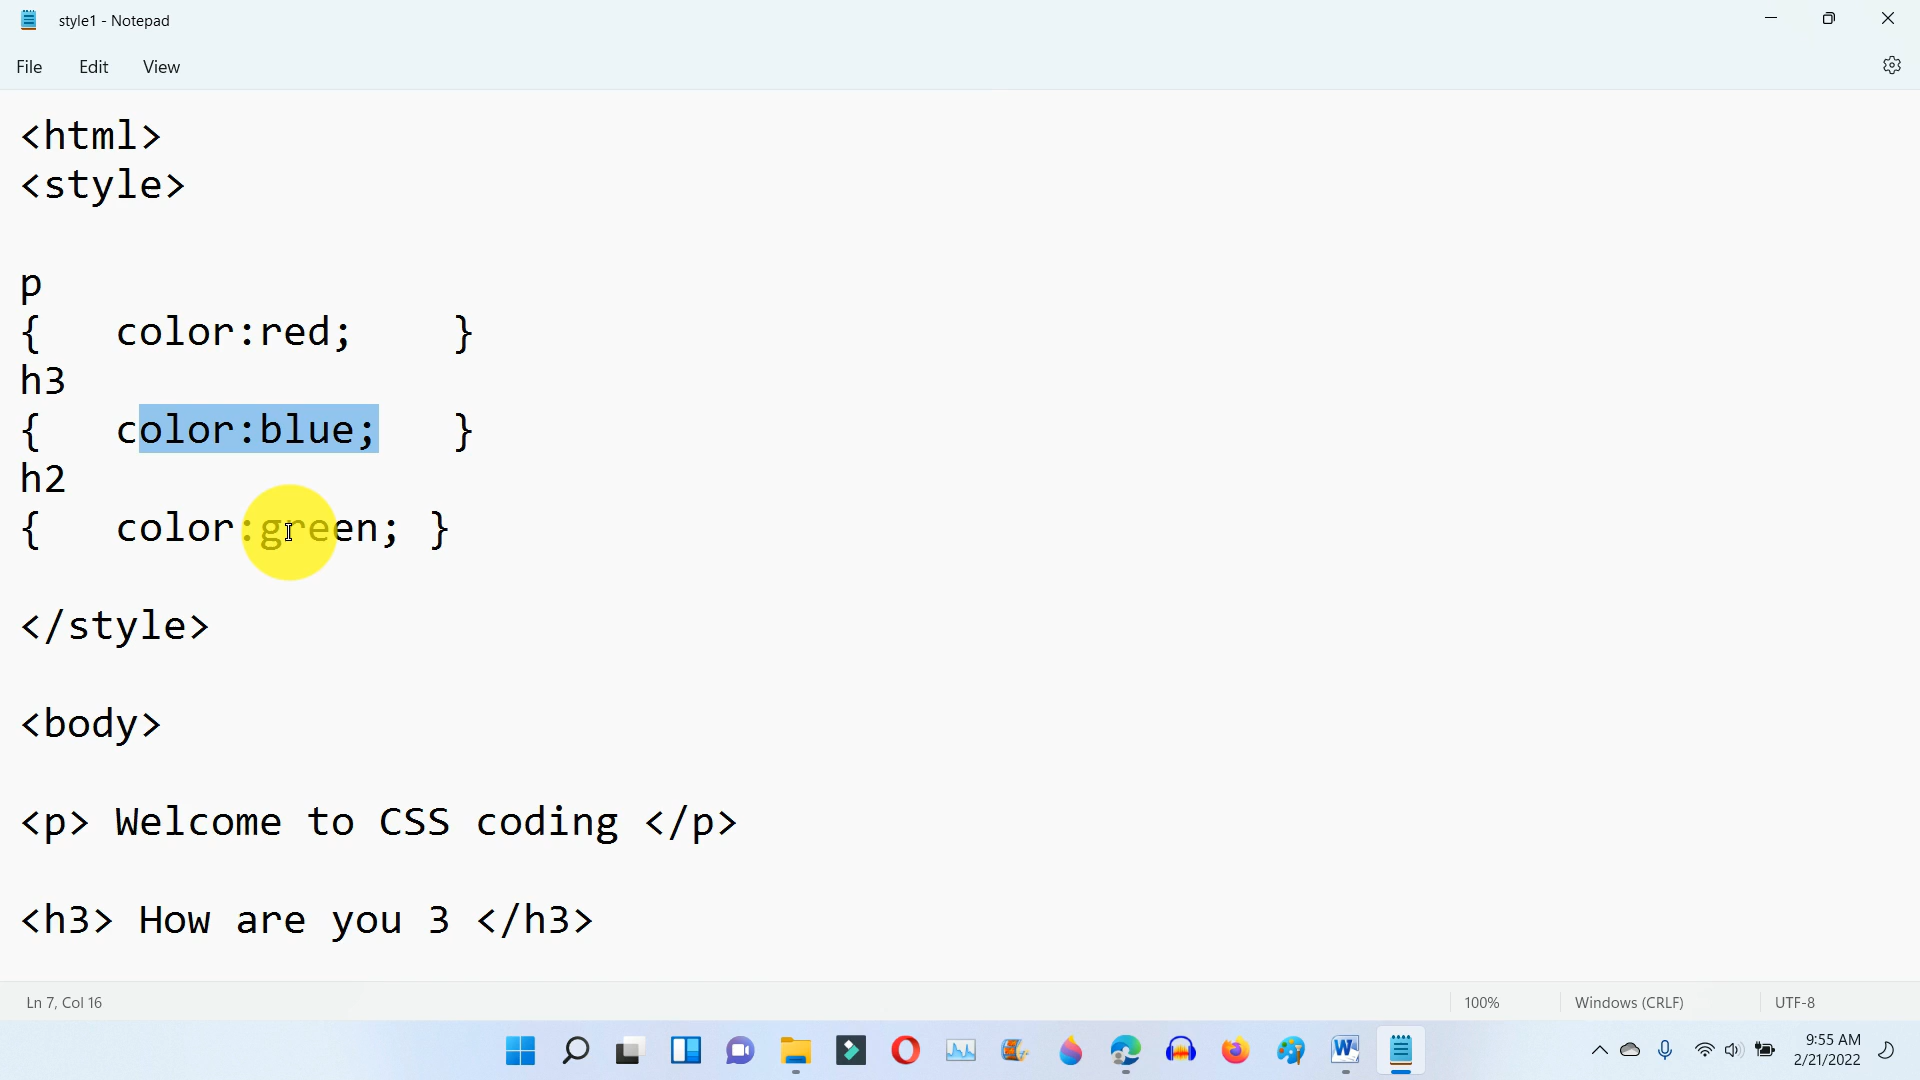 style1 - Notepad
File Edit View
<html>
<style>
p
{ color:red; }
h3
{ color:blue; }
h2
{ color:green; }
</style>
<body>
<p> Welcome to CSS coding </p>
<h3> How are you 3 </h3>
Ln 7, Col 16 100% Windows (CRLF) UTF-8
9:55 AM
2/21/2022